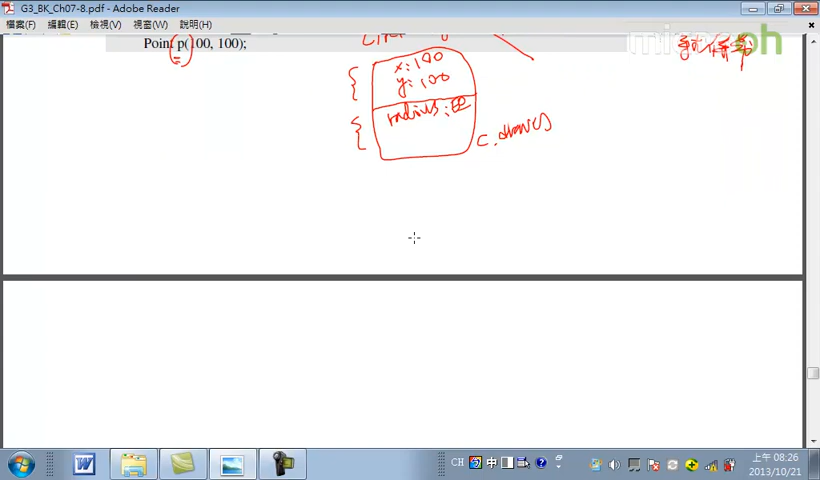 G3_BK_Ch07-8.pdf - Adobe Reader
檔案(F) 編輯(E) 檢視(V) 視窗(W) 說明(H)
Point p(100, 100);
x:100
y:100
radius:
c.draw()
CH 中
上午 08:26
2013/10/21